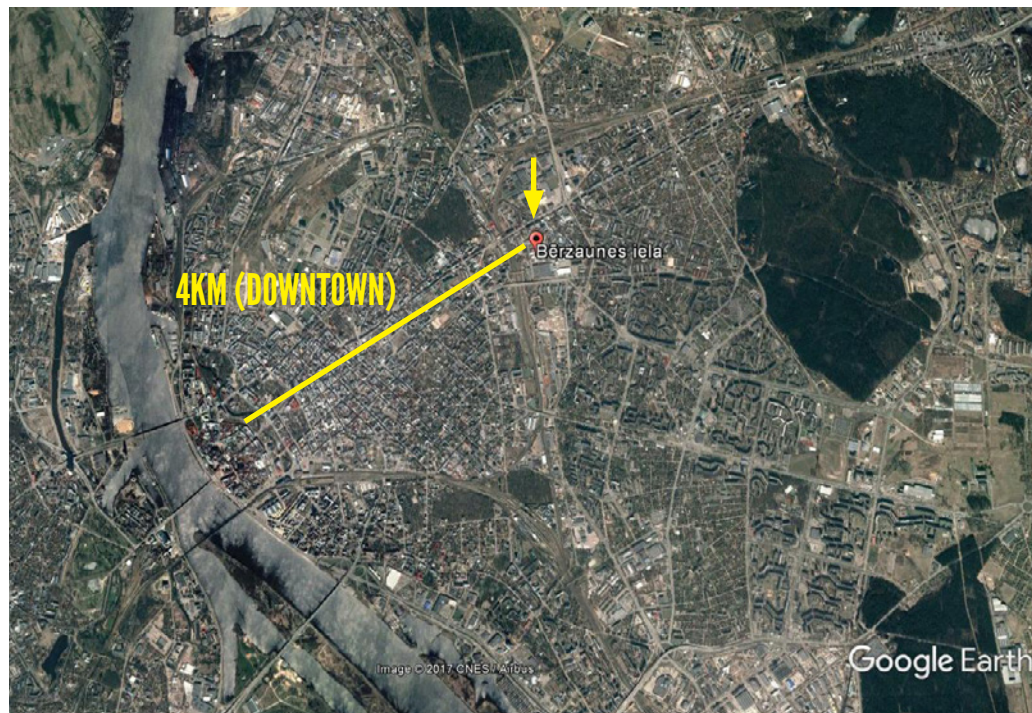 Bērzaunes iela
4KM (DOWNTOWN)
Image © 2017 CNES / Airbus
Google Earth